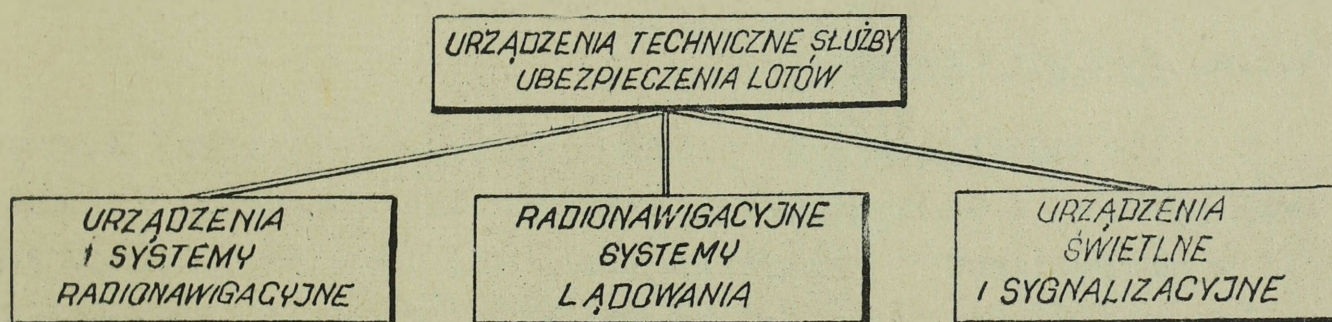 URZĄDZENIA TECHNICZNE SŁUŻBY
UBEZPIECZENIA LOTÓW
URZĄDZENIA
I SYSTEMY
RADIONAWIGACYJNE
RADIONAWIGACYJNE
SYSTEMY
LĄDOWANIA
URZĄDZENIA
ŚWIETLNE
I SYGNALIZACYJNE